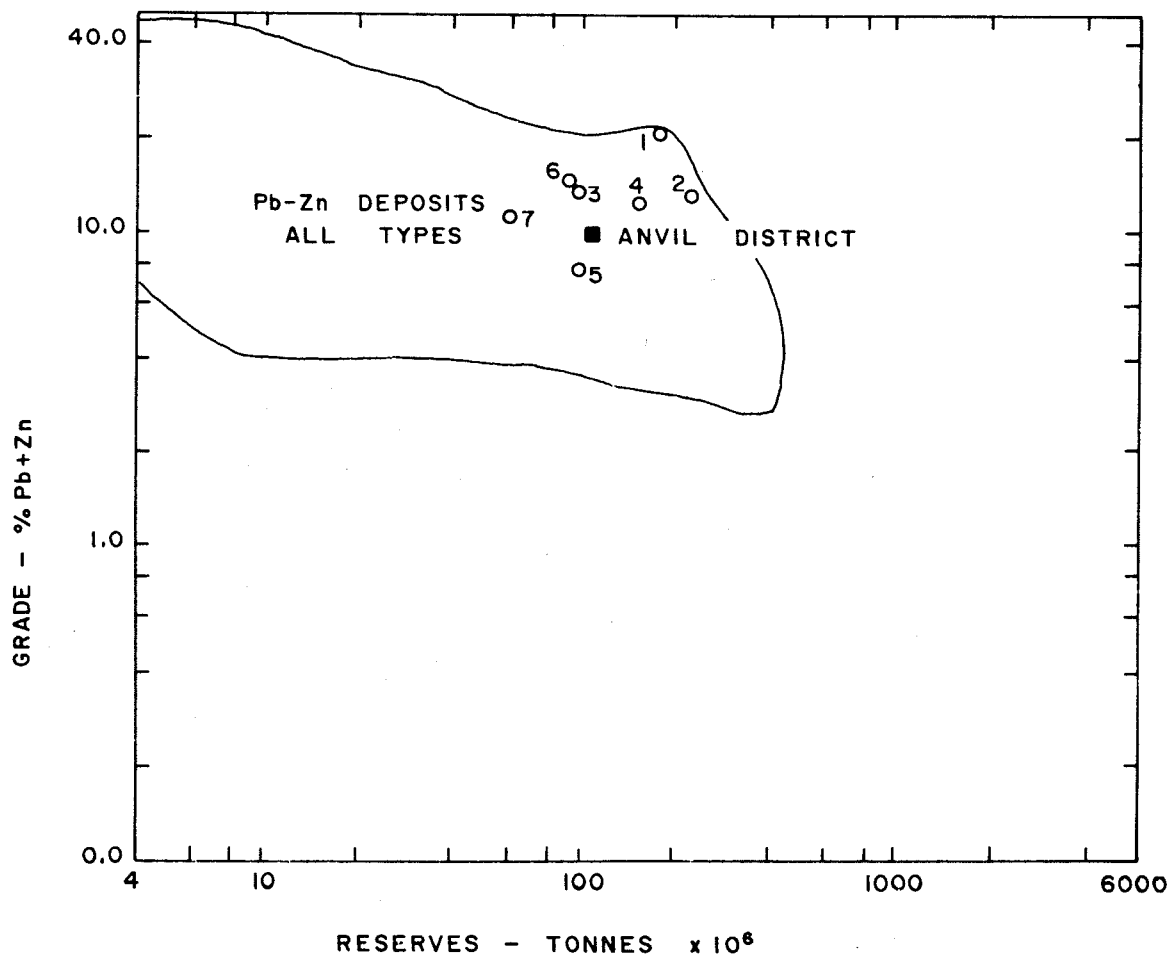 40.0
10.0
1.0
0.0
GRADE - % Pb+Zn
1
6
3
4
2
Pb-Zn DEPOSITS
7
ALL TYPES
ANVIL DISTRICT
5
4 10 100 1000 6000
RESERVES - TONNES x 10⁶